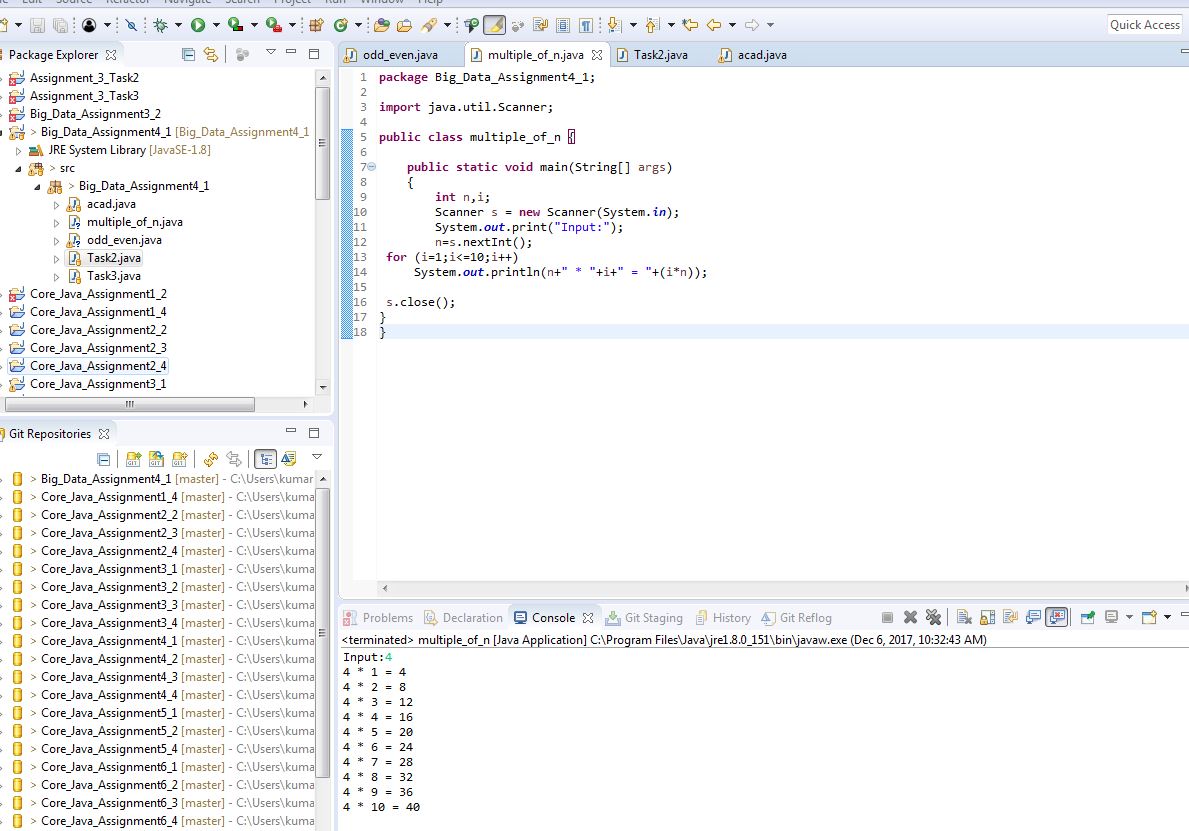 Edit Source Refactor Navigate Search Project Run Window Help
Quick Access
Package Explorer
Assignment_3_Task2
Assignment_3_Task3
Big_Data_Assignment3_2
> Big_Data_Assignment4_1 [Big_Data_Assignment4_1
JRE System Library [JavaSE-1.8]
> src
> Big_Data_Assignment4_1
acad.java
multiple_of_n.java
odd_even.java
Task2.java
Task3.java
Core_Java_Assignment1_2
Core_Java_Assignment1_4
Core_Java_Assignment2_2
Core_Java_Assignment2_3
Core_Java_Assignment2_4
Core_Java_Assignment3_1
Git Repositories
> Big_Data_Assignment4_1 [master] - C:\Users\kumar
> Core_Java_Assignment1_4 [master] - C:\Users\kuma
> Core_Java_Assignment2_2 [master] - C:\Users\kuma
> Core_Java_Assignment2_3 [master] - C:\Users\kuma
> Core_Java_Assignment2_4 [master] - C:\Users\kuma
> Core_Java_Assignment3_1 [master] - C:\Users\kuma
> Core_Java_Assignment3_2 [master] - C:\Users\kuma
> Core_Java_Assignment3_3 [master] - C:\Users\kuma
> Core_Java_Assignment3_4 [master] - C:\Users\kuma
> Core_Java_Assignment4_1 [master] - C:\Users\kuma
> Core_Java_Assignment4_2 [master] - C:\Users\kuma
> Core_Java_Assignment4_3 [master] - C:\Users\kuma
> Core_Java_Assignment4_4 [master] - C:\Users\kuma
> Core_Java_Assignment5_1 [master] - C:\Users\kuma
> Core_Java_Assignment5_2 [master] - C:\Users\kuma
> Core_Java_Assignment5_4 [master] - C:\Users\kuma
> Core_Java_Assignment6_1 [master] - C:\Users\kuma
> Core_Java_Assignment6_2 [master] - C:\Users\kuma
> Core_Java_Assignment6_3 [master] - C:\Users\kuma
> Core_Java_Assignment6_4 [master] - C:\Users\kuma
odd_even.java multiple_of_n.java Task2.java acad.java
1 package Big_Data_Assignment4_1;
2
3 import java.util.Scanner;
4
5 public class multiple_of_n {
6
7 public static void main(String[] args)
8 {
9 int n,i;
10 Scanner s = new Scanner(System.in);
11 System.out.print("Input:");
12 n=s.nextInt();
13 for (i=1;i<=10;i++)
14 System.out.println(n+" * "+i+" = "+(i*n));
15
16 s.close();
17 }
18 }
Problems Declaration Console Git Staging History Git Reflog
<terminated> multiple_of_n [Java Application] C:\Program Files\Java\jre1.8.0_151\bin\javaw.exe (Dec 6, 2017, 10:32:43 AM)
Input:4
4 * 1 = 4
4 * 2 = 8
4 * 3 = 12
4 * 4 = 16
4 * 5 = 20
4 * 6 = 24
4 * 7 = 28
4 * 8 = 32
4 * 9 = 36
4 * 10 = 40